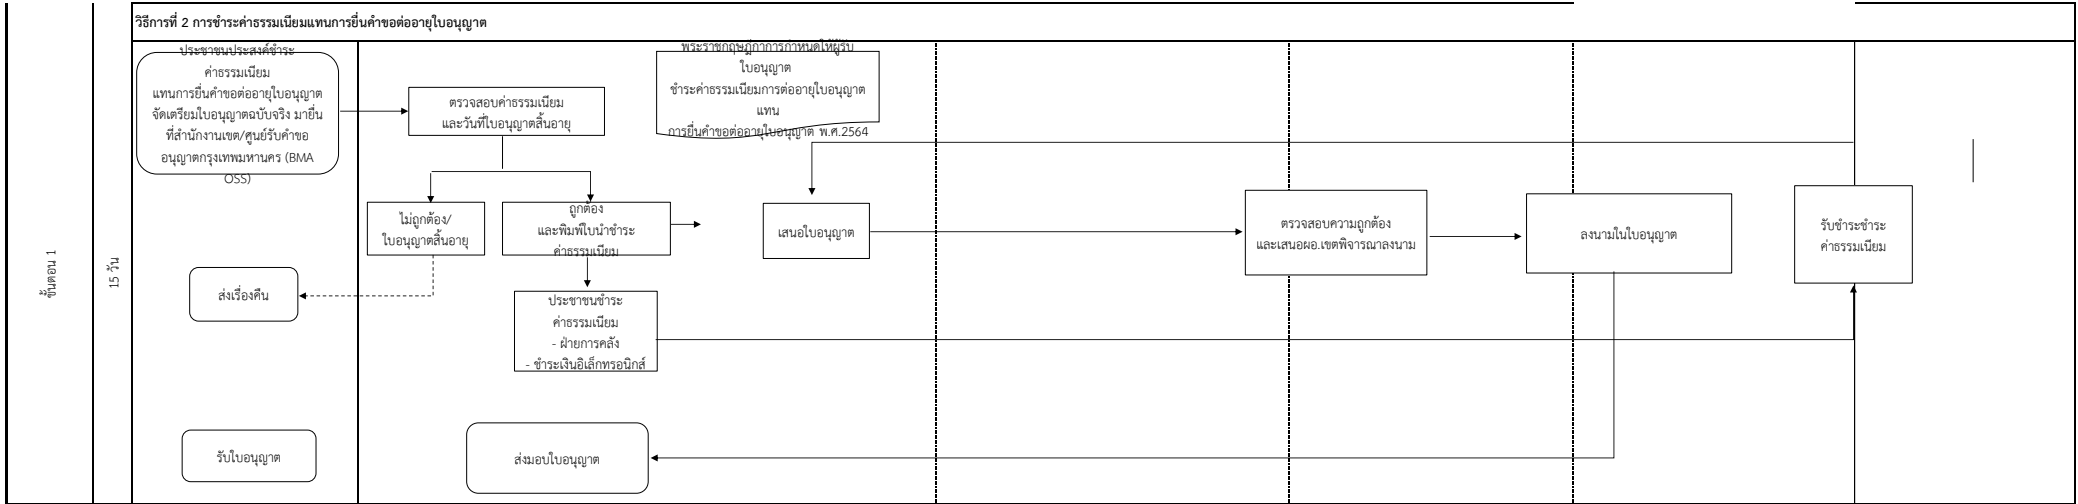 วิธีการที่ 2 การชำระค่าธรรมเนียมแทนการยื่นคำขอต่ออายุใบอนุญาต
ขั้นตอน 1
15 วัน
ประชาชนประสงค์ชำระ
ค่าธรรมเนียม
แทนการยื่นคำขอต่ออายุใบอนุญาต
จัดเตรียมใบอนุญาตฉบับจริง มายื่น
ที่สำนักงานเขต/ศูนย์รับคำขอ
อนุญาตกรุงเทพมหานคร (BMA
OSS)
ตรวจสอบค่าธรรมเนียม
และวันที่ใบอนุญาตสิ้นอายุ
พระราชกฤษฎีกาการกำหนดให้ผู้รับ
ใบอนุญาต
ชำระค่าธรรมเนียมการต่ออายุใบอนุญาต
แทน
การยื่นคำขอต่ออายุใบอนุญาต พ.ศ.2564
ไม่ถูกต้อง/
ใบอนุญาตสิ้นอายุ
ถูกต้อง
และพิมพ์ใบนำชำระ
ค่าธรรมเนียม
เสนอใบอนุญาต
ตรวจสอบความถูกต้อง
และเสนอผอ.เขตพิจารณาลงนาม
ลงนามในใบอนุญาต
รับชำระชำระ
ค่าธรรมเนียม
ส่งเรื่องคืน
ประชาชนชำระ
ค่าธรรมเนียม
- ฝ่ายการคลัง
- ชำระเงินอิเล็กทรอนิกส์
รับใบอนุญาต
ส่งมอบใบอนุญาต